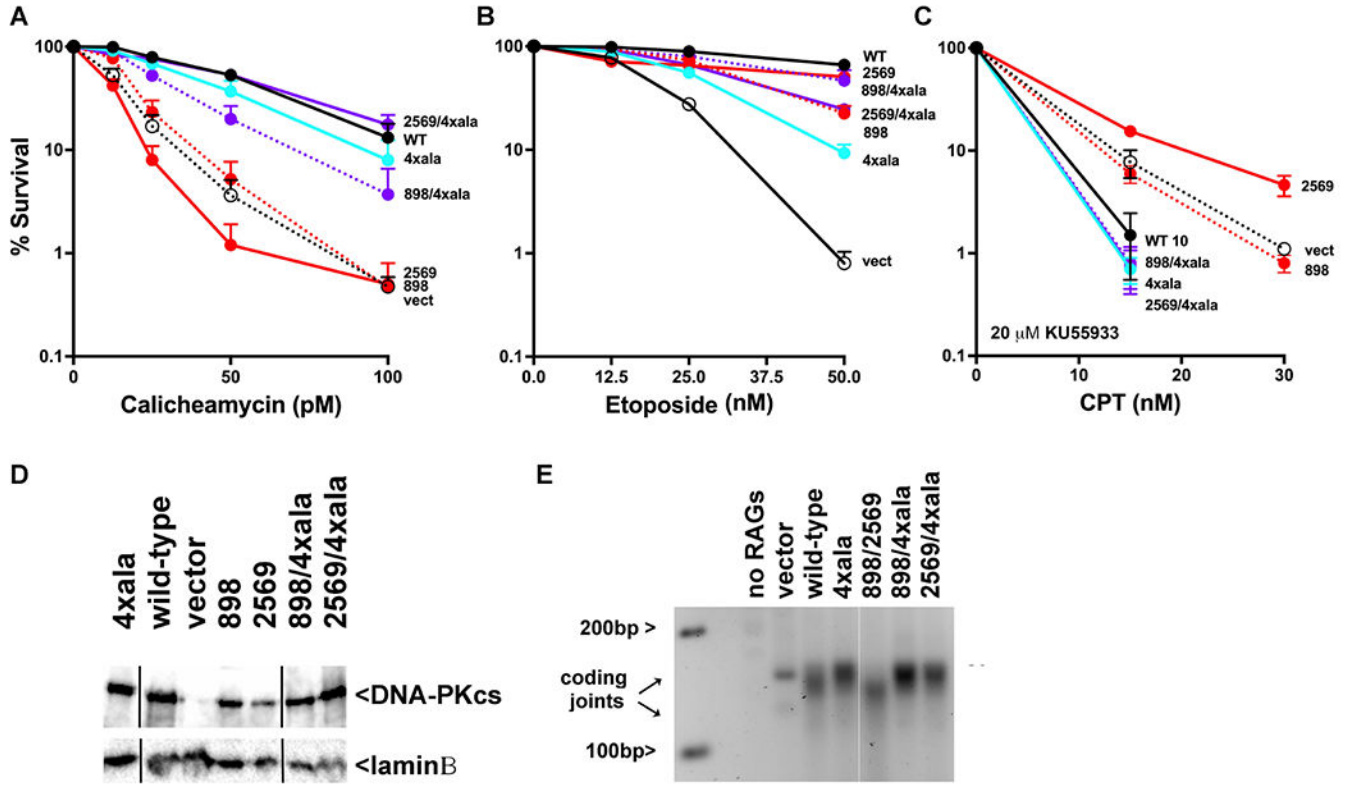 A
100
10
1
0.1
% Survival
0
50
100
Calicheamycin (pM)
2569/4xala
WT
4xala
898/4xala
2569
898
vect
B
100
10
1
0.1
0.0
12.5
25.0
37.5
50.0
Etoposide (nM)
WT
2569
898/4xala
2569/4xala
898
4xala
vect
C
100
10
1
0.1
0
10
20
30
CPT (nM)
2569
vect
898
WT 10
898/4xala
4xala
2569/4xala
20 μM KU55933
D
4xala
wild-type
vector
898
2569
898/4xala
2569/4xala
<DNA-PKcs
<laminB
E
no RAGs
vector
wild-type
4xala
898/2569
898/4xala
2569/4xala
200bp >
coding
joints
100bp>